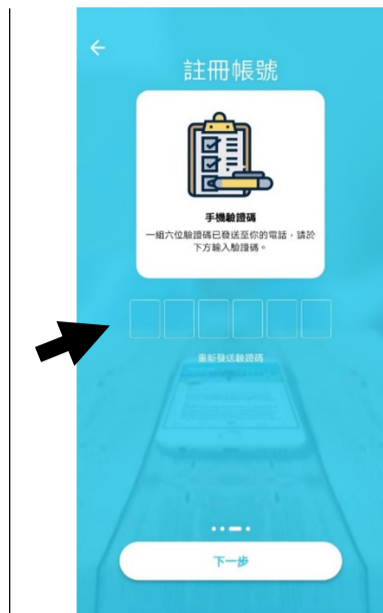 註冊帳號
手機驗證碼
一組六位驗證碼已發送至你的電話，請於
下方輸入驗證碼。
重新發送驗證碼
下一步